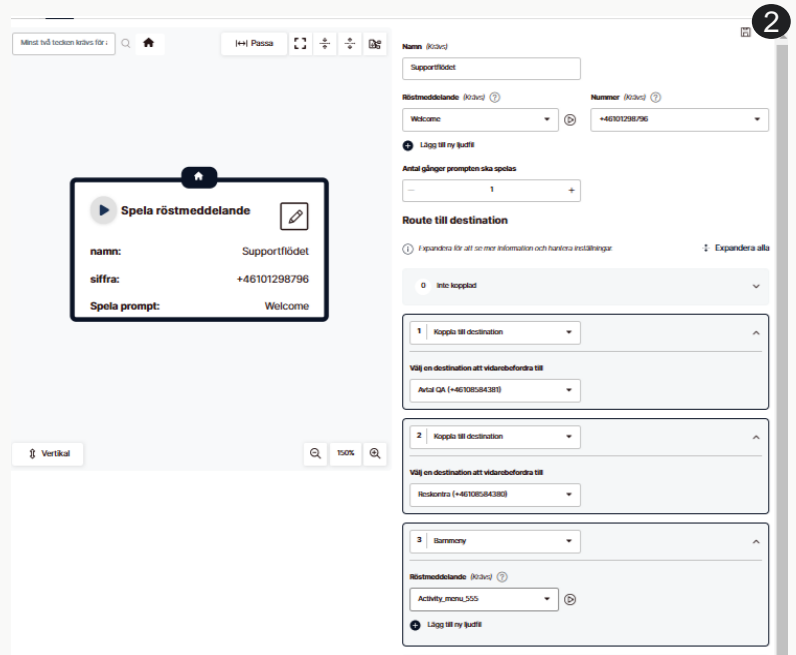 2
Minst två tecken krävs för a
Passa
Namn (Krävs)
Supportflödet
Röstmeddelande (Krävs) ?
Nummer (Krävs) ?
Welcome
+46101298796
Lägg till ny ljudfil
Antal gånger prompten ska spelas
1
Route till destination
Expandera för att se mer information och hantera inställningar.
Expandera alla
0 Inte kopplad
1 Koppla till destination
Välj en destination att vidarebefordra till
Avtal QA (+46108584381)
2 Koppla till destination
Välj en destination att vidarebefordra till
Reskontra (+46108584380)
3 Barnmeny
Röstmeddelande (Krävs) ?
Activity_menu_555
Lägg till ny ljudfil
Spela röstmeddelande
namn: Supportflödet
siffra: +46101298796
Spela prompt: Welcome
Vertikal
150%